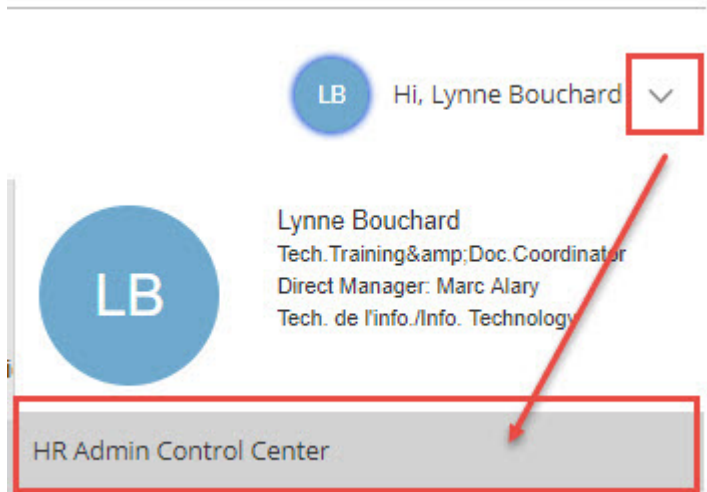 LB Hi, Lynne Bouchard
LB
Lynne Bouchard
Tech.Training&amp;Doc.Coordinator
Direct Manager: Marc Alary
Tech. de l'info./Info. Technology
HR Admin Control Center